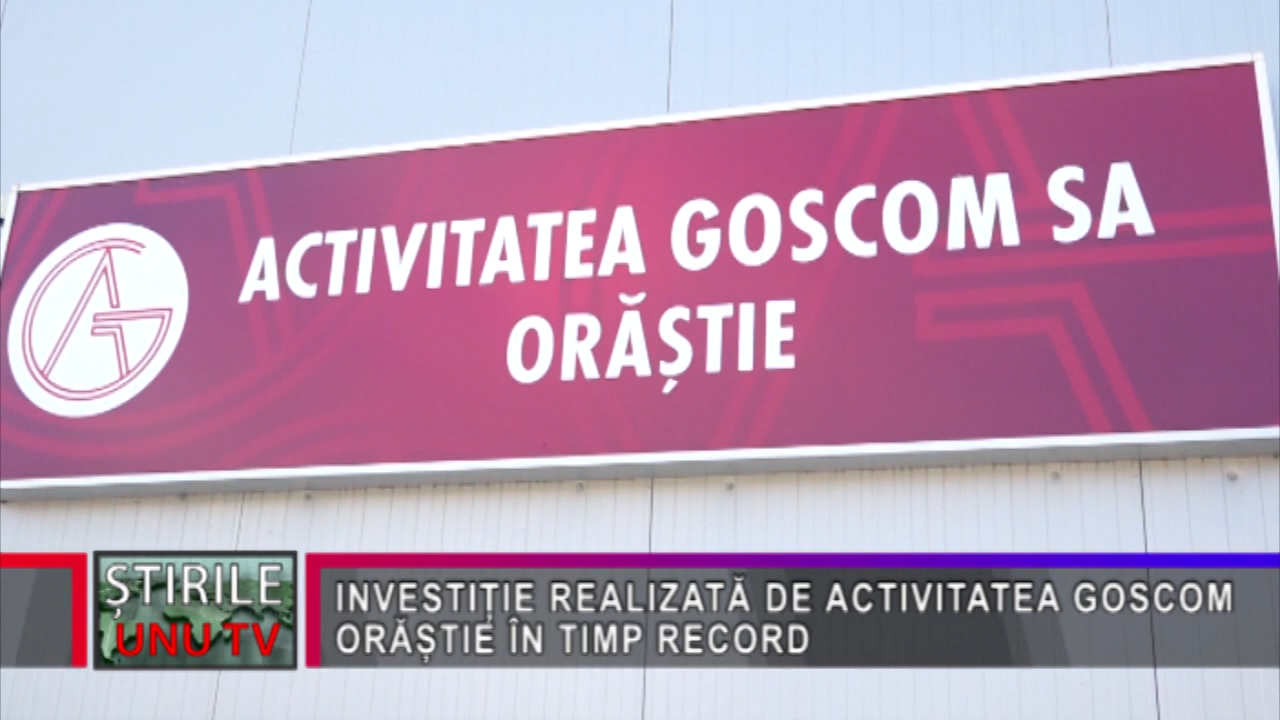 ACTIVITATEA GOSCOM SA
ORĂȘTIE
ȘTIRILE
UNU TV
INVESTIȚIE REALIZATĂ DE ACTIVITATEA GOSCOM
ORĂȘTIE ÎN TIMP RECORD